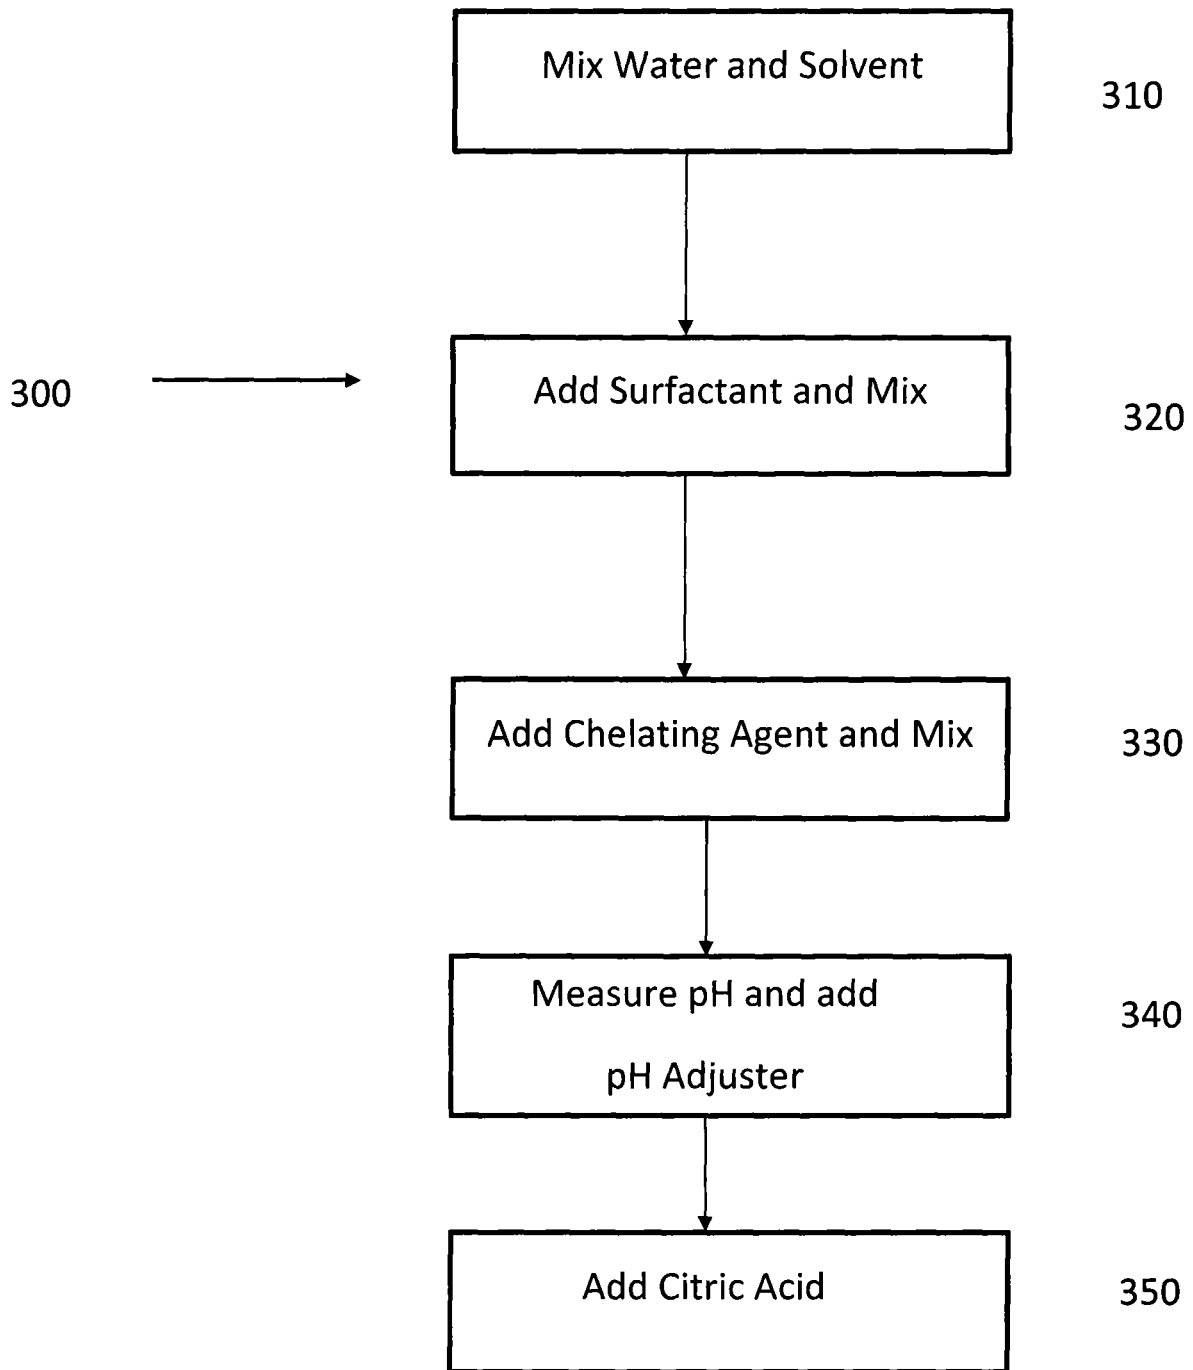 Mix Water and Solvent
310
300
Add Surfactant and Mix
320
Add Chelating Agent and Mix
330
Measure pH and add
pH Adjuster
340
Add Citric Acid
350